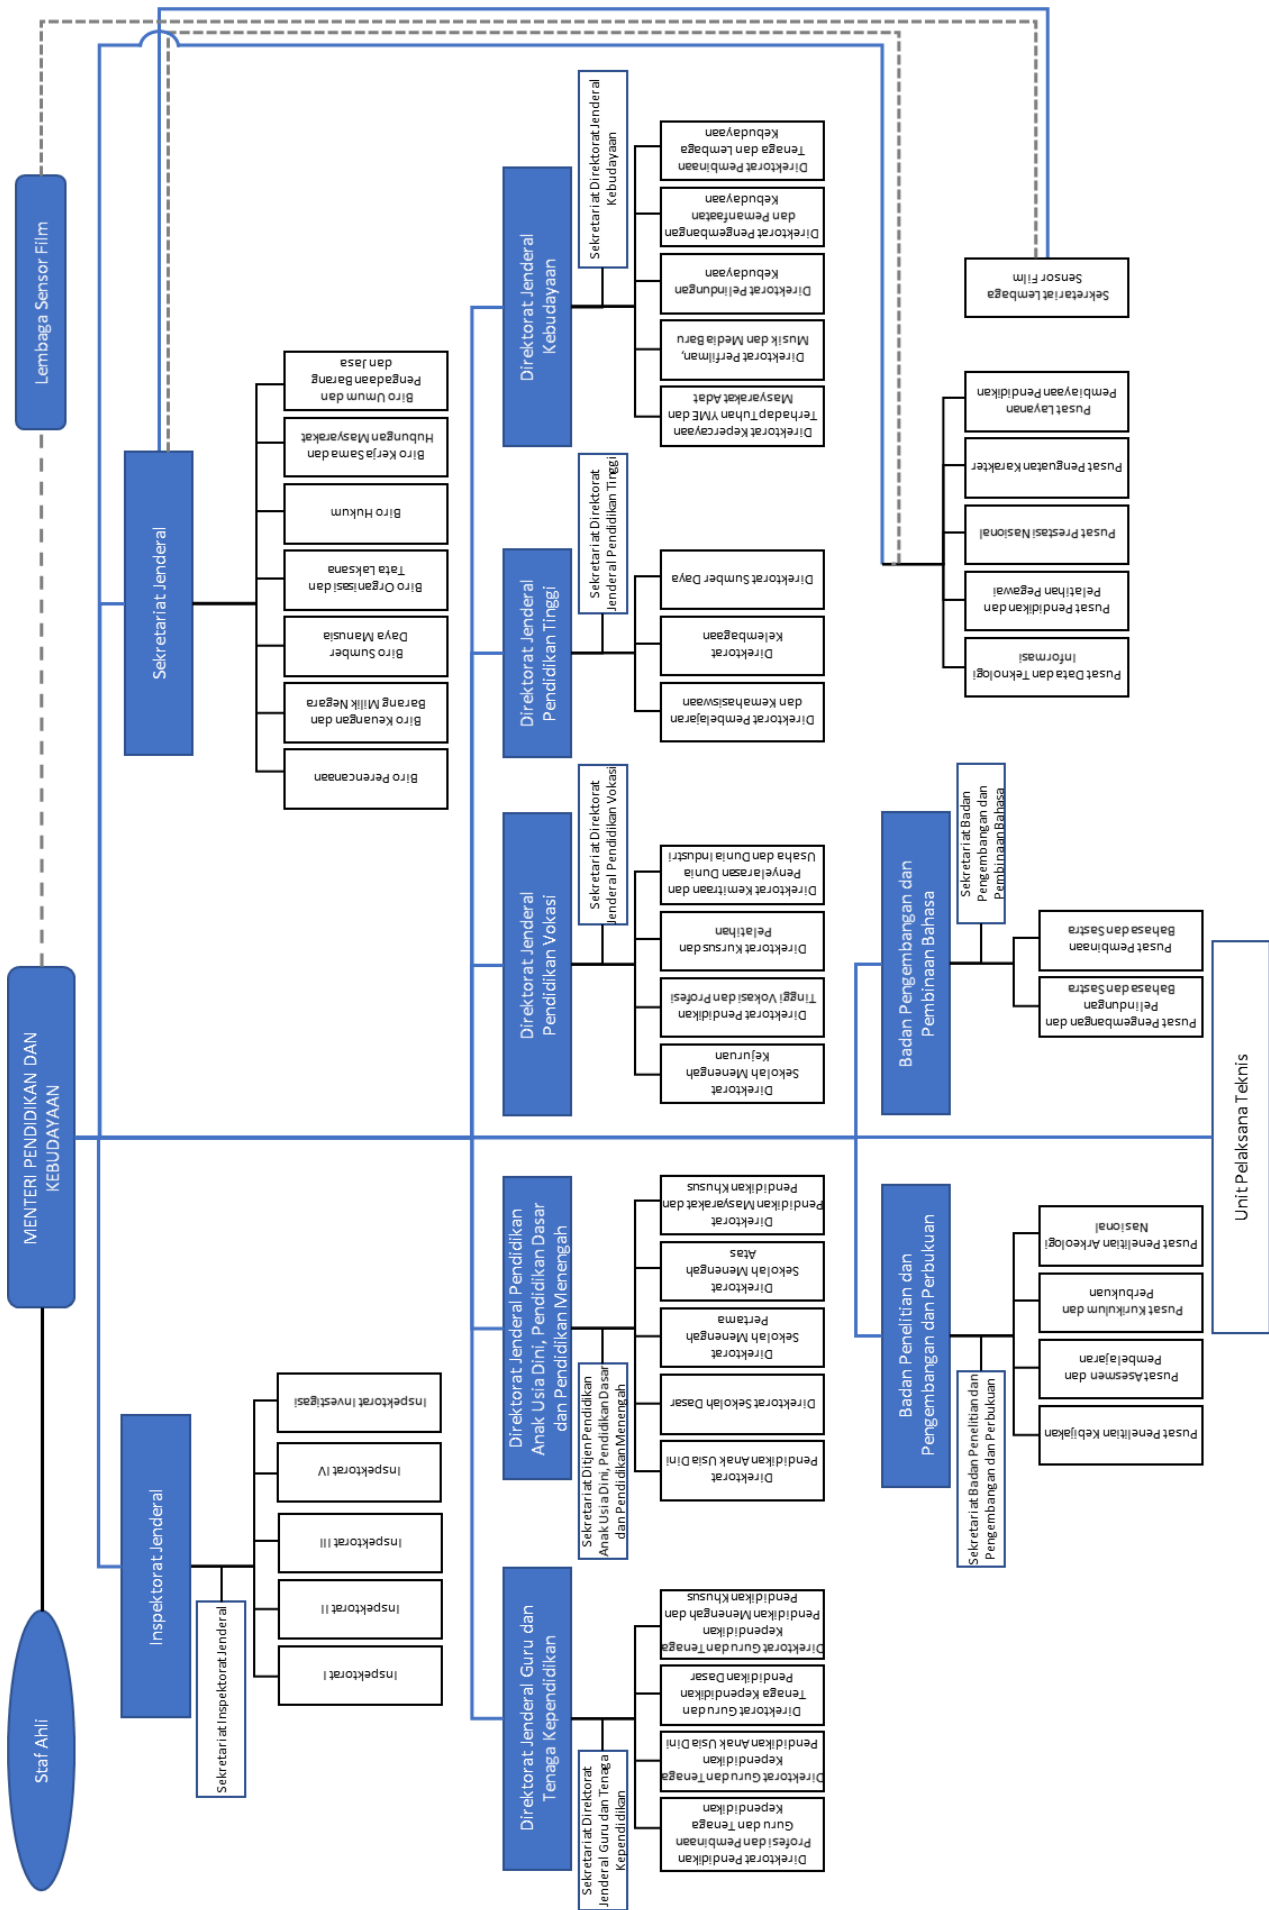 Staf Ahli
MENTERI PENDIDIKAN DAN
KEBUDAYAAN
Lembaga Sensor Film
Inspektorat Jenderal
Sekretariat Inspektorat Jenderal
Inspektorat I
Inspektorat II
Inspektorat III
Inspektorat IV
Inspektorat Investigasi
Sekretariat Jenderal
Biro Perencanaan
Biro Keuangan dan
Barang Millik Negara
Biro Sumber
Daya Manusia
Biro Organisasi dan
Tata Laksana
Biro Hukum
Biro Kerja Sama dan
Hubungan Masyarakat
Biro Umum dan
Pengadaan Barang
dan Jasa
Direktorat Jenderal Guru dan
Tenaga Kependidikan
Sekretariat Direktorat
Jenderal Guru dan Tenaga
Kependidikan
Direktorat Pendidikan
Profesi dan Pembinaan
Guru dan Tenaga
Kependidikan
Direktorat Guru dan Tenaga
Kependidikan
Pendidikan Anak Usia Dini
Direktorat Guru dan
Tenaga Kependidikan
Pendidikan Dasar
Direktorat Guru dan Tenaga
Kependidikan
Pendidikan Menengah dan
Pendidikan Khusus
Direktorat Jenderal Pendidikan
Anak Usia Dini, Pendidikan Dasar
dan Pendidikan Menengah
Sekretariat Ditjen Pendidikan
Anak Usia Dini, Pendidikan Dasar
dan Pendidikan Menengah
Direktorat
Pendidikan Anak Usia Dini
Direktorat Sekolah Dasar
Direktorat
Sekolah Menengah
Pertama
Direktorat
Sekolah Menengah
Atas
Direktorat
Pendidikan Masyarakat dan
Pendidikan Khusus
Direktorat Jenderal
Pendidikan Vokasi
Sekretariat Direktorat
Jenderal Pendidikan Vokasi
Direktorat
Sekolah Menengah
Kejuruan
Direktorat Pendidikan
Tinggi Vokasi dan Profesi
Direktorat Kursus dan
Pelatihan
Direktorat Kemitraan dan
Penyelarasan Dunia
Usaha dan Dunia Industri
Direktorat Jenderal
Pendidikan Tinggi
Sekretariat Direktorat
Jenderal Pendidikan Tinggi
Direktorat Pembelajaran
dan Kemahasiswaan
Direktorat
Kelembagaan
Direktorat Sumber Daya
Direktorat Jenderal
Kebudayaan
Sekretariat Direktorat Jenderal
Kebudayaan
Direktorat Kepercayaan
Terhadap Tuhan YME dan
Masyarakat Adat
Direktorat Perfilman,
Musik dan Media Baru
Direktorat Pelindungan
Kebudayaan
Direktorat Pengembangan
dan Pemanfaatan
Kebudayaan
Direktorat Pembinaan
Tenaga dan Lembaga
Kebudayaan
Badan Penelitian dan
Pengembangan dan Perbukuan
Sekretariat Badan Penelitian dan
Pengembangan dan Perbukuan
Pusat Penelitian Kebijakan
Pusat Asesmen dan
Pembelajaran
Pusat Kurikulum dan
Perbukuan
Pusat Penelitian Arkeologi
Nasional
Badan Pengembangan dan
Pembinaan Bahasa
Sekretariat Badan
Pengembangan dan
Pembinaan Bahasa
Pusat Pengembangan dan
Pelindungan
Bahasa dan Sastra
Pusat Pembinaan
Bahasa dan Sastra
Pusat Data dan Teknologi
Informasi
Pusat Pendidikan dan
Pelatihan Pegawai
Pusat Prestasi Nasional
Pusat Penguatan Karakter
Pusat Layanan
Pembiayaan Pendidikan
Sekretariat Lembaga
Sensor Film
Unit Pelaksana Teknis